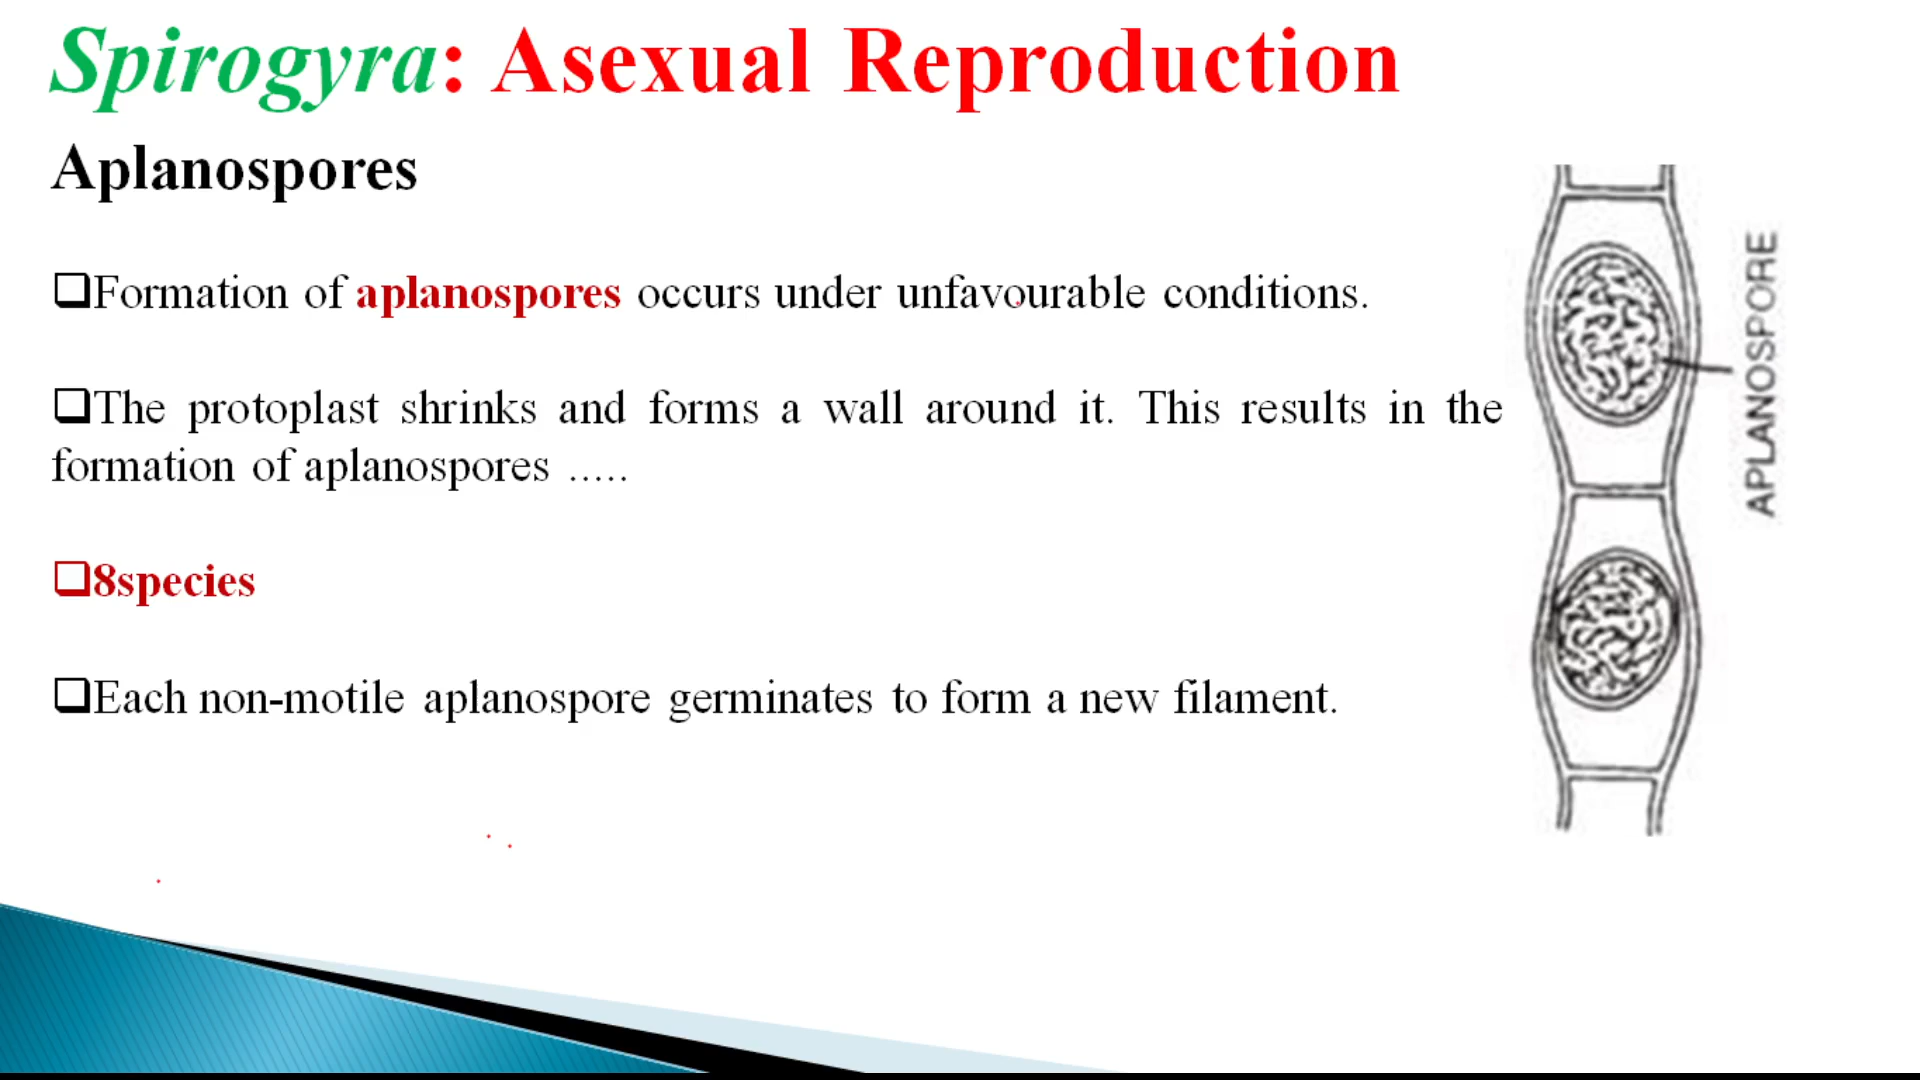 Spirogyra: Asexual Reproduction
Aplanospores
❑Formation of aplanospores occurs under unfavourable conditions.
❑The protoplast shrinks and forms a wall around it. This results in the
formation of aplanospores .....
❑8species
❑Each non-motile aplanospore germinates to form a new filament.
APLANOSPORE